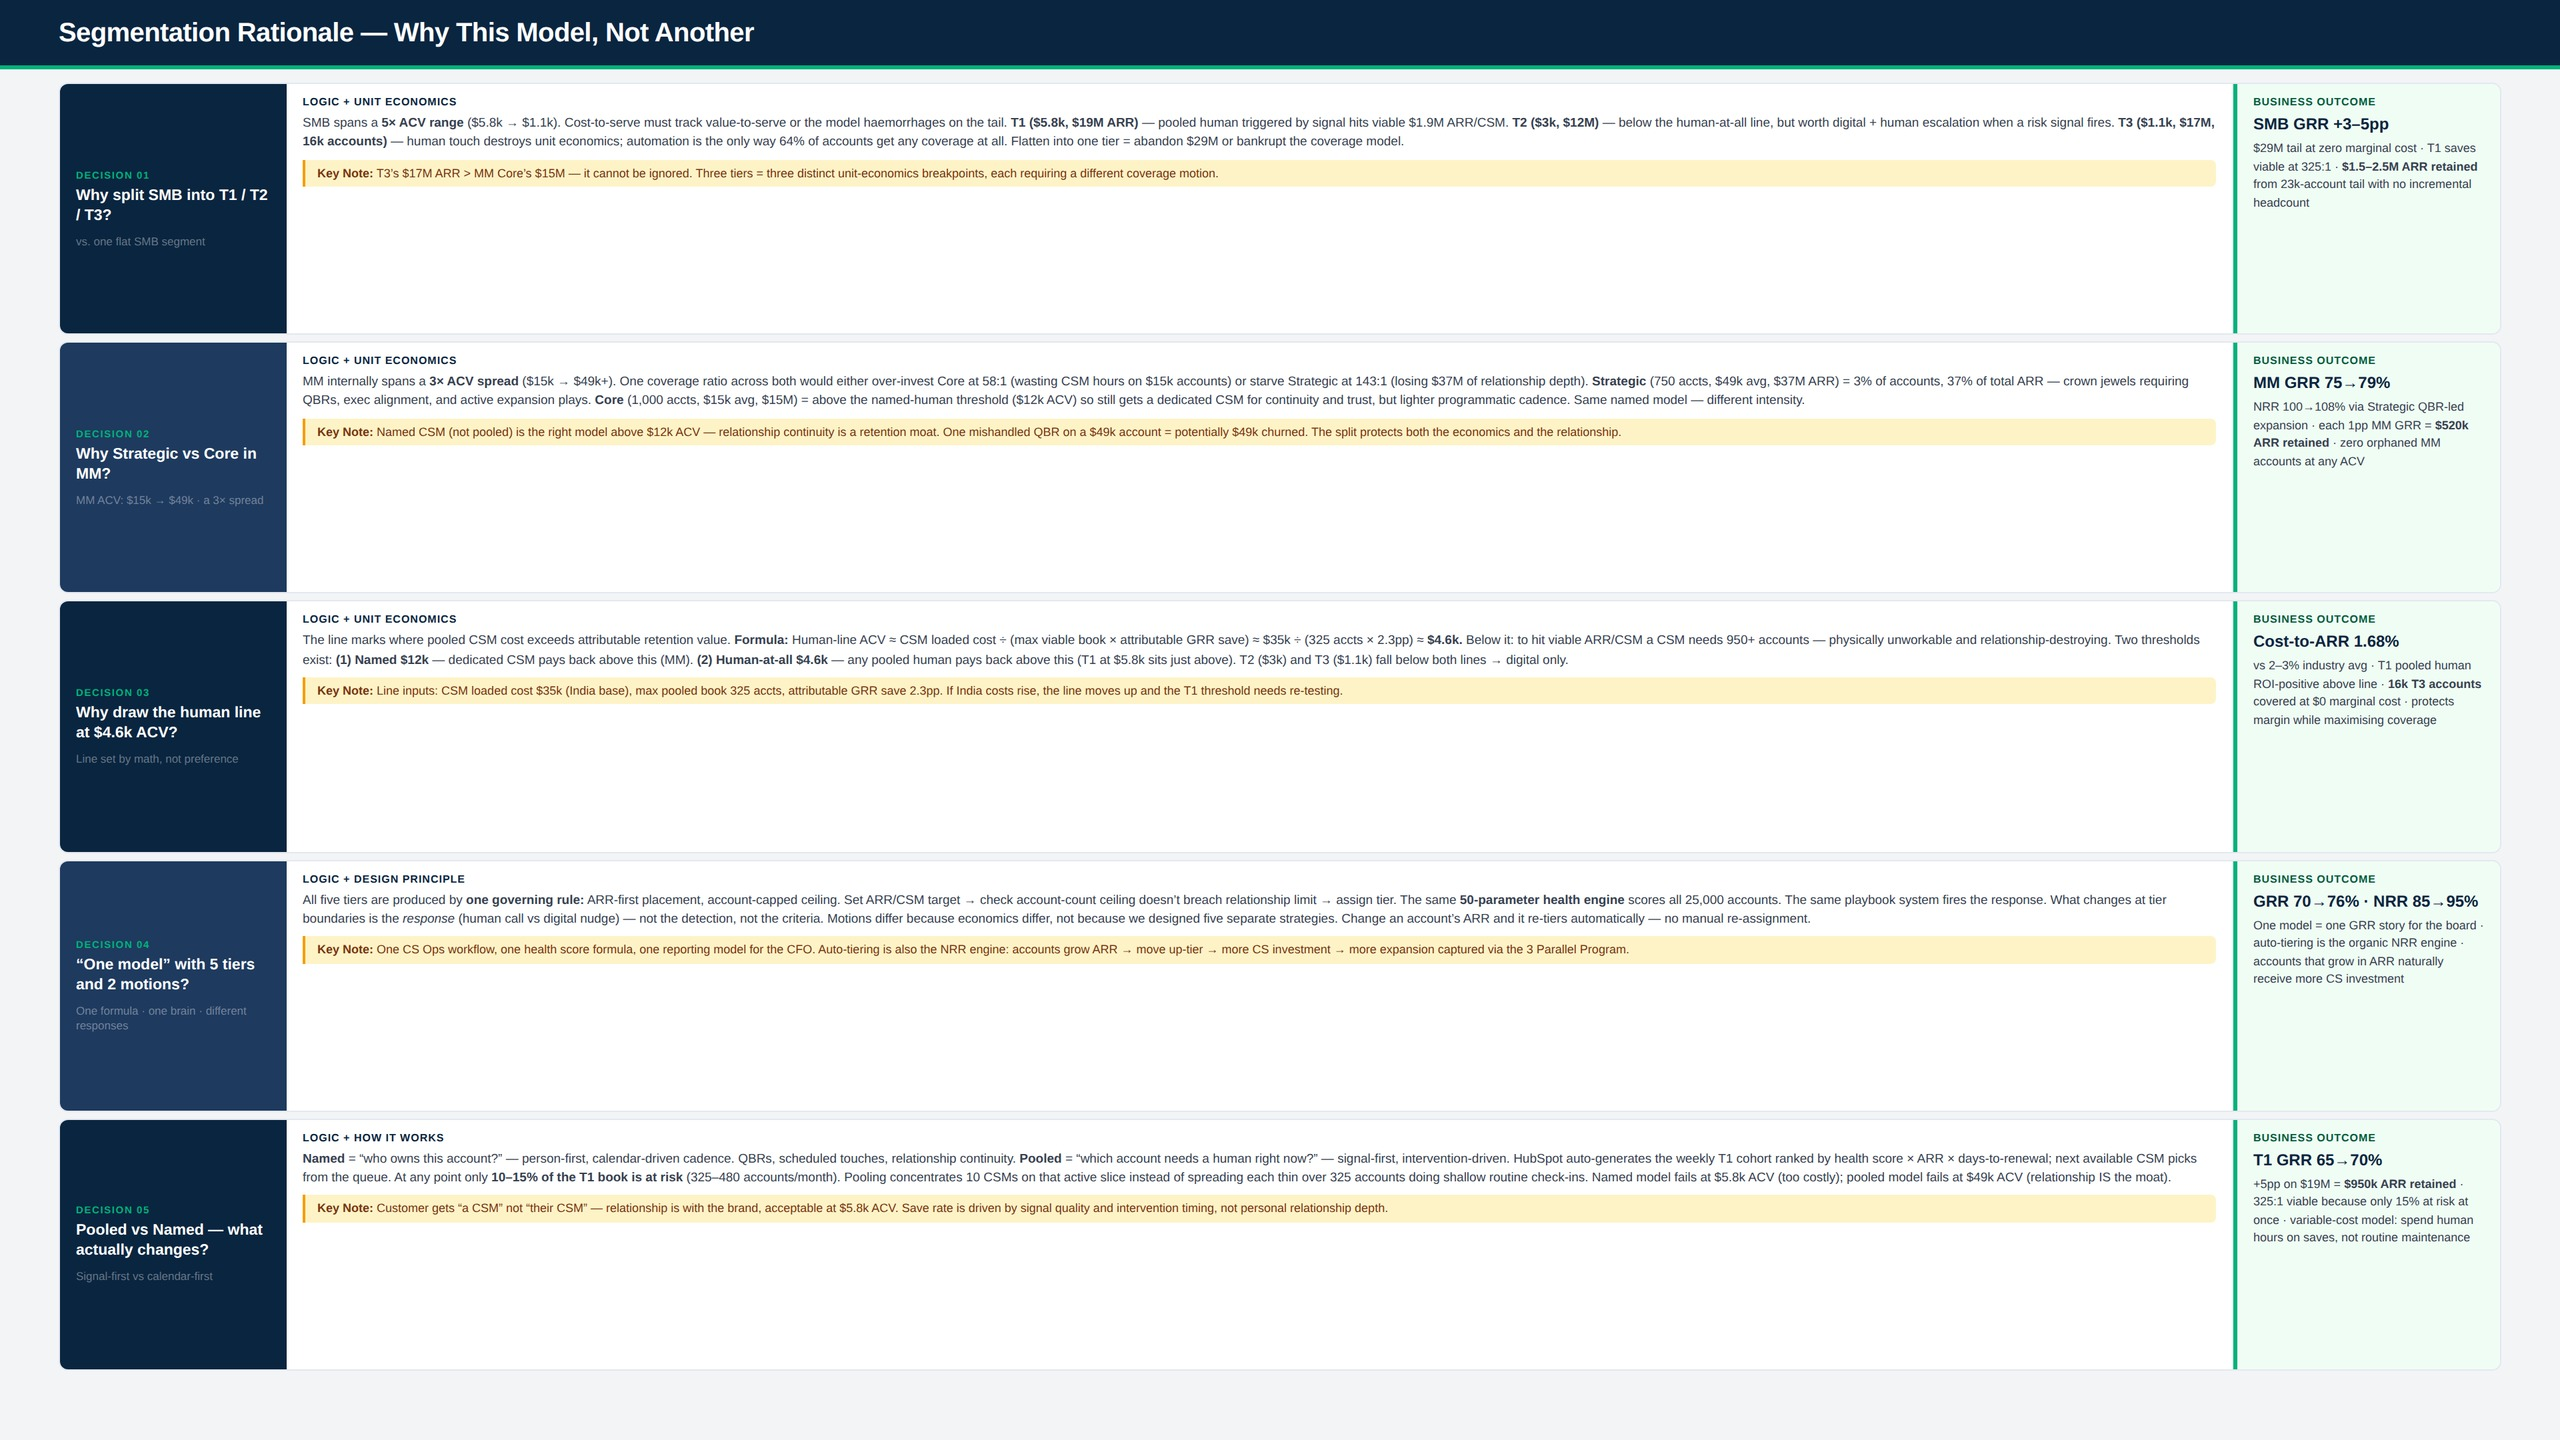 Segmentation Rationale — Why This Model, Not Another
DECISION 01
Why split SMB into T1 / T2
/ T3?
vs. one flat SMB segment
LOGIC + UNIT ECONOMICS
SMB spans a 5× ACV range ($5.8k → $1.1k). Cost-to-serve must track value-to-serve or the model haemorrhages on the tail. T1 ($5.8k, $19M ARR) — pooled human triggered by signal hits viable $1.9M ARR/CSM. T2 ($3k, $12M) — below the human-at-all line, but worth digital + human escalation when a risk signal fires. T3 ($1.1k, $17M,
16k accounts) — human touch destroys unit economics; automation is the only way 64% of accounts get any coverage at all. Flatten into one tier = abandon $29M or bankrupt the coverage model.
Key Note: T3’s $17M ARR > MM Core’s $15M — it cannot be ignored. Three tiers = three distinct unit-economics breakpoints, each requiring a different coverage motion.
BUSINESS OUTCOME
SMB GRR +3–5pp
$29M tail at zero marginal cost · T1 saves
viable at 325:1 · $1.5–2.5M ARR retained
from 23k-account tail with no incremental
headcount
DECISION 02
Why Strategic vs Core in
MM?
MM ACV: $15k → $49k · a 3× spread
LOGIC + UNIT ECONOMICS
MM internally spans a 3× ACV spread ($15k → $49k+). One coverage ratio across both would either over-invest Core at 58:1 (wasting CSM hours on $15k accounts) or starve Strategic at 143:1 (losing $37M of relationship depth). Strategic (750 accts, $49k avg, $37M ARR) = 3% of accounts, 37% of total ARR — crown jewels requiring
QBRs, exec alignment, and active expansion plays. Core (1,000 accts, $15k avg, $15M) = above the named-human threshold ($12k ACV) so still gets a dedicated CSM for continuity and trust, but lighter programmatic cadence. Same named model — different intensity.
Key Note: Named CSM (not pooled) is the right model above $12k ACV — relationship continuity is a retention moat. One mishandled QBR on a $49k account = potentially $49k churned. The split protects both the economics and the relationship.
BUSINESS OUTCOME
MM GRR 75→79%
NRR 100→108% via Strategic QBR-led
expansion · each 1pp MM GRR = $520k
ARR retained · zero orphaned MM
accounts at any ACV
DECISION 03
Why draw the human line
at $4.6k ACV?
Line set by math, not preference
LOGIC + UNIT ECONOMICS
The line marks where pooled CSM cost exceeds attributable retention value. Formula: Human-line ACV ≈ CSM loaded cost ÷ (max viable book × attributable GRR save) ≈ $35k ÷ (325 accts × 2.3pp) ≈ $4.6k. Below it: to hit viable ARR/CSM a CSM needs 950+ accounts — physically unworkable and relationship-destroying. Two thresholds
exist: (1) Named $12k — dedicated CSM pays back above this (MM). (2) Human-at-all $4.6k — any pooled human pays back above this (T1 at $5.8k sits just above). T2 ($3k) and T3 ($1.1k) fall below both lines → digital only.
Key Note: Line inputs: CSM loaded cost $35k (India base), max pooled book 325 accts, attributable GRR save 2.3pp. If India costs rise, the line moves up and the T1 threshold needs re-testing.
BUSINESS OUTCOME
Cost-to-ARR 1.68%
vs 2–3% industry avg · T1 pooled human
ROI-positive above line · 16k T3 accounts
covered at $0 marginal cost · protects
margin while maximising coverage
DECISION 04
“One model” with 5 tiers
and 2 motions?
One formula · one brain · different
responses
LOGIC + DESIGN PRINCIPLE
All five tiers are produced by one governing rule: ARR-first placement, account-capped ceiling. Set ARR/CSM target → check account-count ceiling doesn’t breach relationship limit → assign tier. The same 50-parameter health engine scores all 25,000 accounts. The same playbook system fires the response. What changes at tier
boundaries is the response (human call vs digital nudge) — not the detection, not the criteria. Motions differ because economics differ, not because we designed five separate strategies. Change an account’s ARR and it re-tiers automatically — no manual re-assignment.
Key Note: One CS Ops workflow, one health score formula, one reporting model for the CFO. Auto-tiering is also the NRR engine: accounts grow ARR → move up-tier → more CS investment → more expansion captured via the 3 Parallel Program.
BUSINESS OUTCOME
GRR 70→76% · NRR 85→95%
One model = one GRR story for the board ·
auto-tiering is the organic NRR engine ·
accounts that grow in ARR naturally
receive more CS investment
DECISION 05
Pooled vs Named — what
actually changes?
Signal-first vs calendar-first
LOGIC + HOW IT WORKS
Named = “who owns this account?” — person-first, calendar-driven cadence. QBRs, scheduled touches, relationship continuity. Pooled = “which account needs a human right now?” — signal-first, intervention-driven. HubSpot auto-generates the weekly T1 cohort ranked by health score × ARR × days-to-renewal; next available CSM picks
from the queue. At any point only 10–15% of the T1 book is at risk (325–480 accounts/month). Pooling concentrates 10 CSMs on that active slice instead of spreading each thin over 325 accounts doing shallow routine check-ins. Named model fails at $5.8k ACV (too costly); pooled model fails at $49k ACV (relationship IS the moat).
Key Note: Customer gets “a CSM” not “their CSM” — relationship is with the brand, acceptable at $5.8k ACV. Save rate is driven by signal quality and intervention timing, not personal relationship depth.
BUSINESS OUTCOME
T1 GRR 65→70%
+5pp on $19M = $950k ARR retained ·
325:1 viable because only 15% at risk at
once · variable-cost model: spend human
hours on saves, not routine maintenance